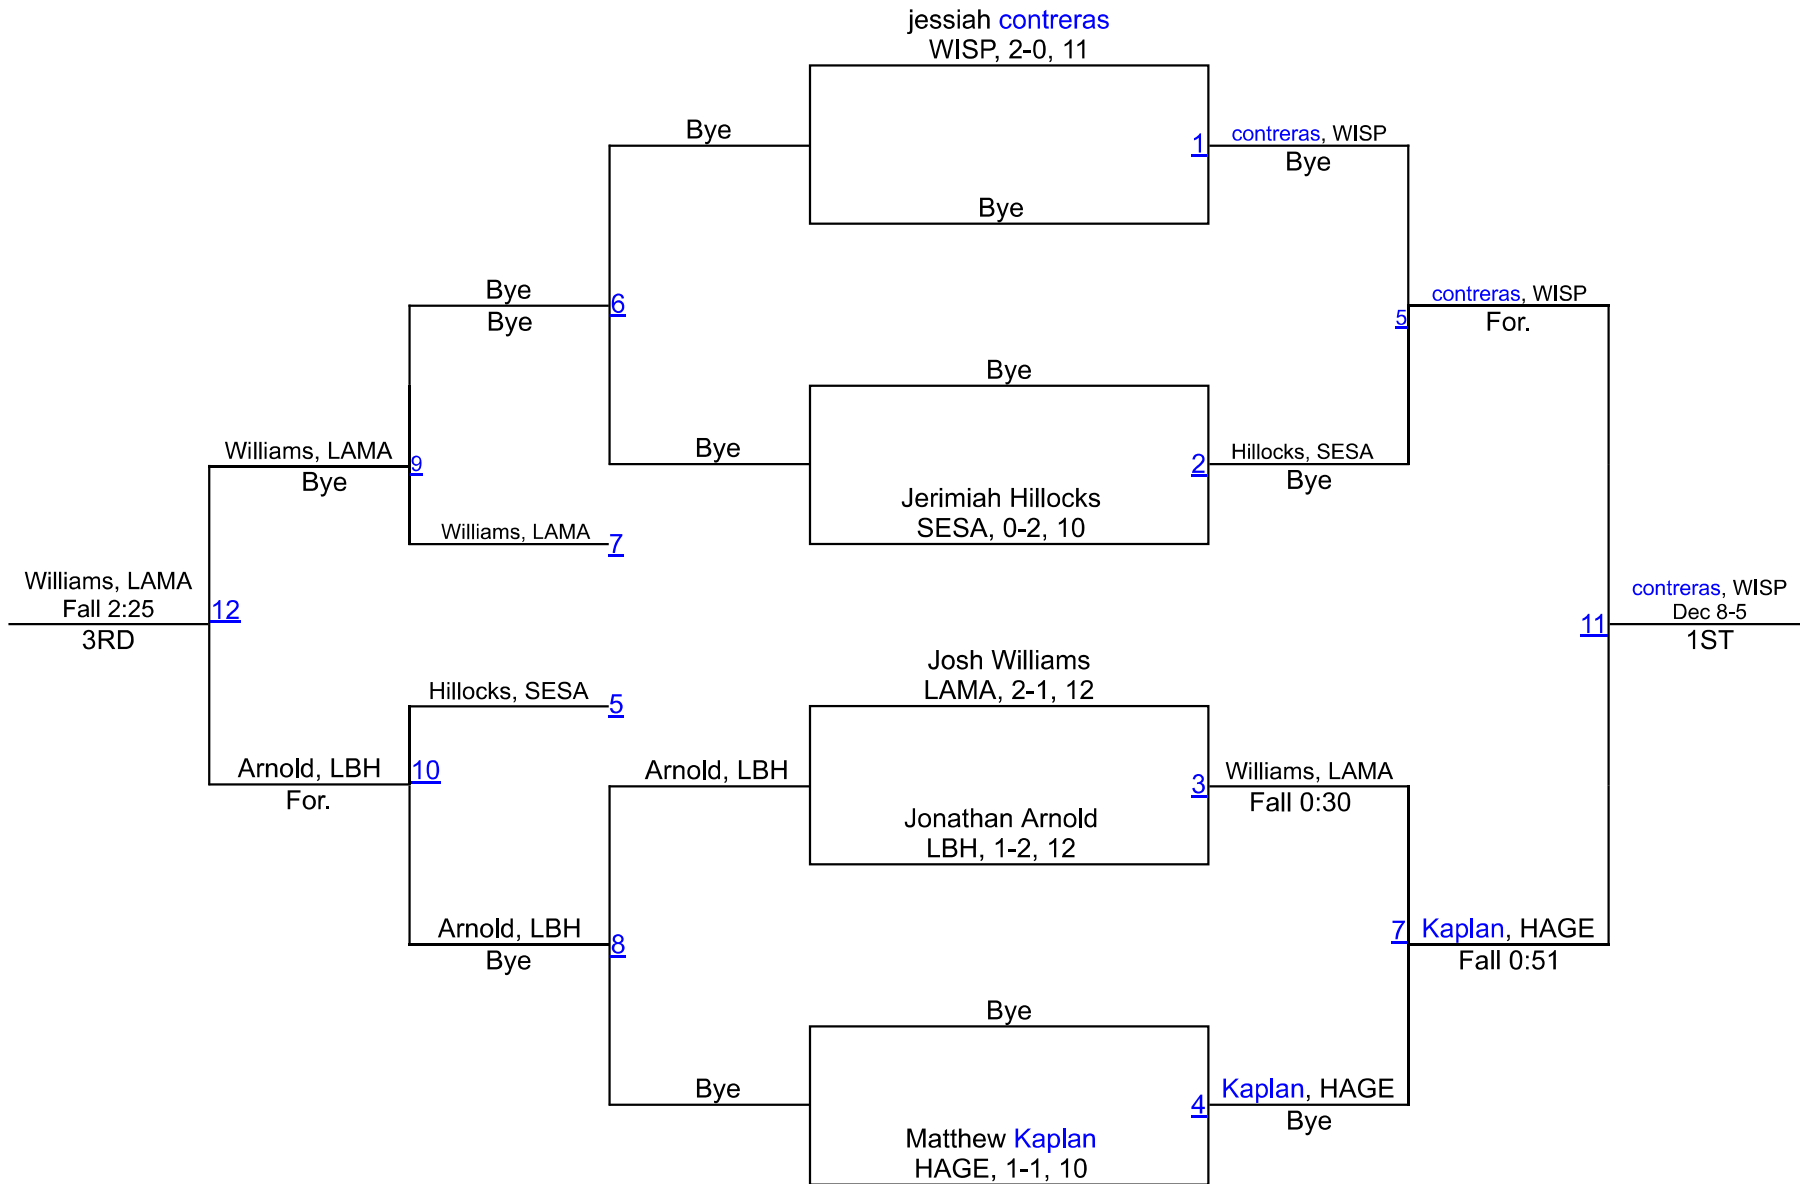 jessiah contreras
WISP, 2-0, 11
Bye
1
contreras, WISP
Bye
Bye
Bye
6
Bye
contreras, WISP
5
For.
Bye
Williams, LAMA
9
Bye
Bye
2
Hillocks, SESA
Bye
Jerimiah Hillocks
SESA, 0-2, 10
Williams, LAMA
7
Williams, LAMA
Fall 2:25
12
3RD
contreras, WISP
Dec 8-5
11
1ST
Josh Williams
LAMA, 2-1, 12
Hillocks, SESA
5
Arnold, LBH
10
For.
Arnold, LBH
3
Williams, LAMA
Fall 0:30
Jonathan Arnold
LBH, 1-2, 12
Arnold, LBH
8
Bye
7
Kaplan, HAGE
Fall 0:51
Bye
Bye
4
Kaplan, HAGE
Bye
Matthew Kaplan
HAGE, 1-1, 10